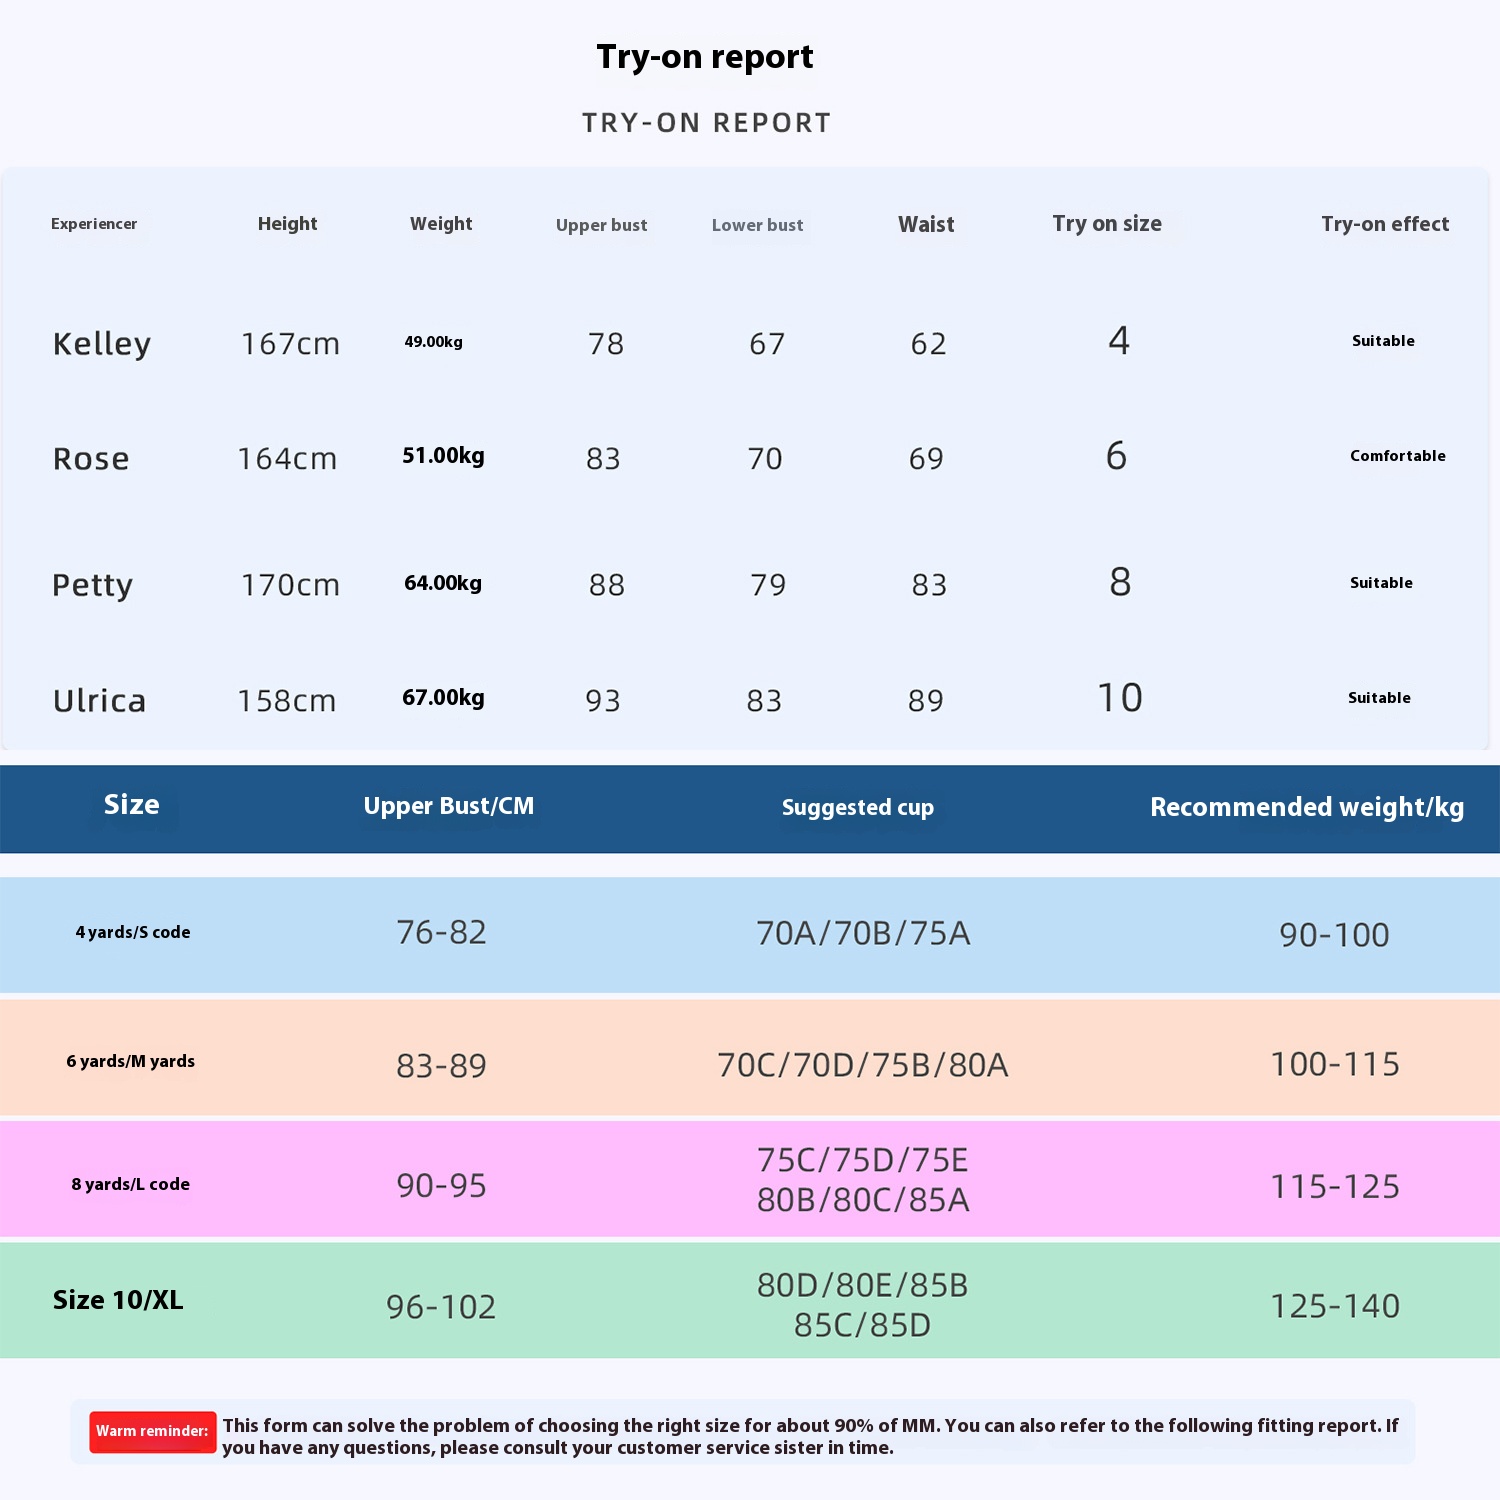 Try-on report
TRY-ON REPORT
Experiencer Height Weight Upper bust Lower bust Waist Try on size Try-on effect
Kelley 167cm 49.00kg 78 67 62 4 Suitable
Rose 164cm 51.00kg 83 70 69 6 Comfortable
Petty 170cm 64.00kg 88 79 83 8 Suitable
Ulrica 158cm 67.00kg 93 83 89 10 Suitable
Size Upper Bust/CM Suggested cup Recommended weight/kg
4 yards/S code 76-82 70A/70B/75A 90-100
6 yards/M yards 83-89 70C/70D/75B/80A 100-115
8 yards/L code 90-95 75C/75D/75E 115-125
80B/80C/85A
Size 10/XL 96-102 80D/80E/85B 125-140
85C/85D
Warm reminder: This form can solve the problem of choosing the right size for about 90% of MM. You can also refer to the following fitting report. If
you have any questions, please consult your customer service sister in time.